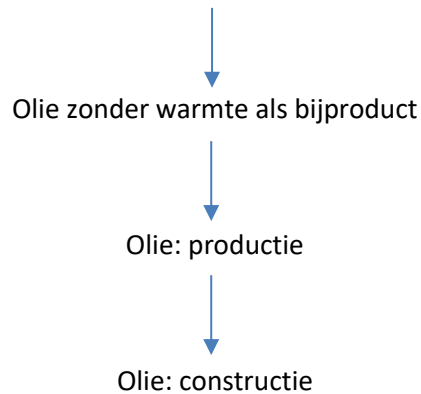 Olie zonder warmte als bijproduct
Olie: productie
Olie: constructie